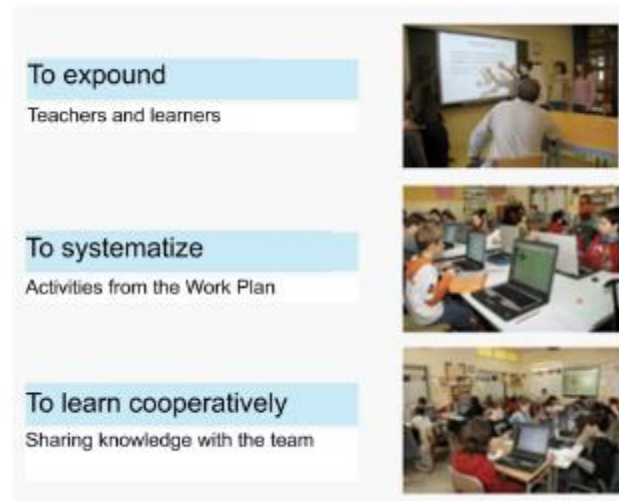 To expound
Teachers and learners
To systematize
Activities from the Work Plan
To learn cooperatively
Sharing knowledge with the team